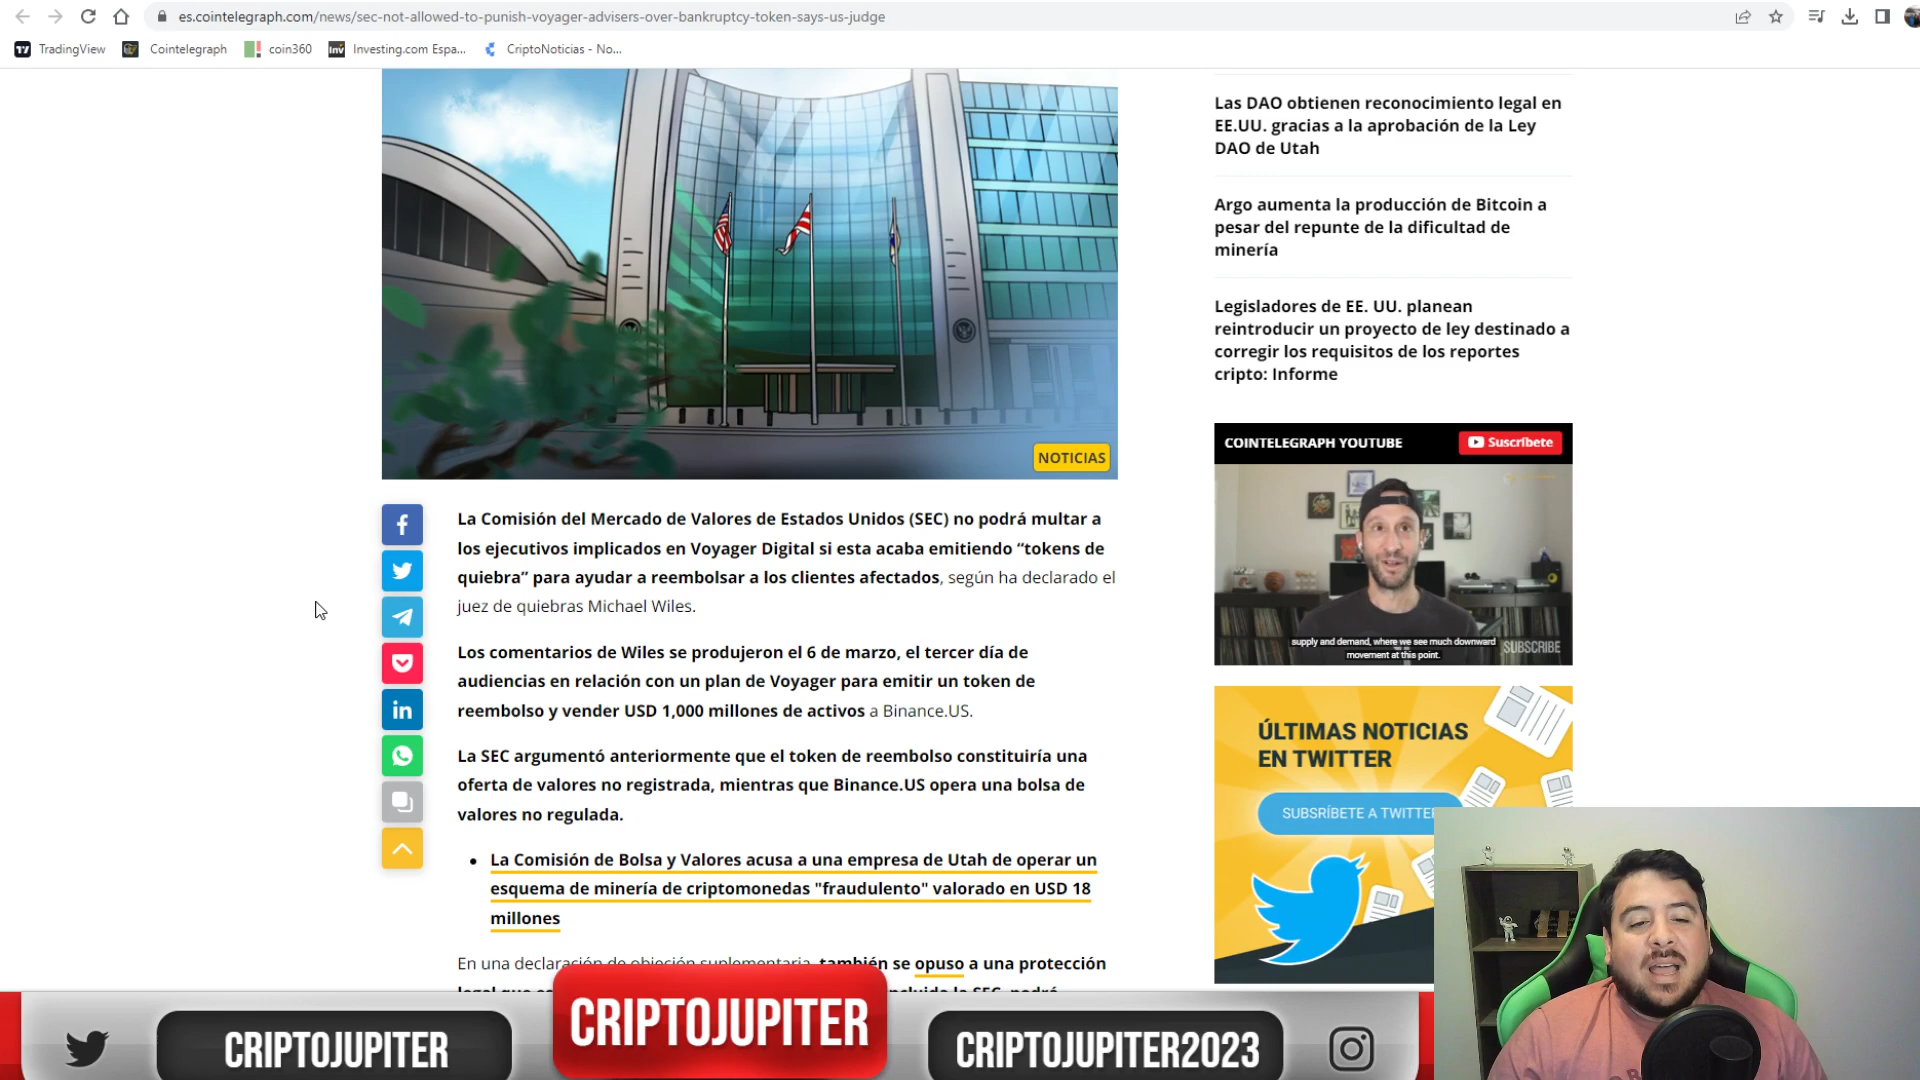 es.cointelegraph.com/news/sec-not-allowed-to-punish-voyager-advisers-over-bankruptcy-token-says-us-judge
TradingView
Cointelegraph
coin360
Inv
Investing.com Espa...
CriptoNoticias - No...
NOTICIAS
La Comisión del Mercado de Valores de Estados Unidos (SEC) no podrá multar a
los ejecutivos implicados en Voyager Digital si esta acaba emitiendo “tokens de
quiebra” para ayudar a reembolsar a los clientes afectados, según ha declarado el
juez de quiebras Michael Wiles.
Los comentarios de Wiles se produjeron el 6 de marzo, el tercer día de
audiencias en relación con un plan de Voyager para emitir un token de
reembolso y vender USD 1,000 millones de activos a Binance.US.
La SEC argumentó anteriormente que el token de reembolso constituiría una
oferta de valores no registrada, mientras que Binance.US opera una bolsa de
valores no regulada.
La Comisión de Bolsa y Valores acusa a una empresa de Utah de operar un
esquema de minería de criptomonedas "fraudulento" valorado en USD 18
millones
En una declaración de objeción suplementaria, también se opuso a una protección
Las DAO obtienen reconocimiento legal en
EE.UU. gracias a la aprobación de la Ley
DAO de Utah
Argo aumenta la producción de Bitcoin a
pesar del repunte de la dificultad de
minería
Legisladores de EE. UU. planean
reintroducir un proyecto de ley destinado a
corregir los requisitos de los reportes
cripto: Informe
COINTELEGRAPH YOUTUBE
Suscríbete
supply and demand, where we see much downward
movement at this point.
SUBSCRIBE
ÚLTIMAS NOTICIAS
EN TWITTER
SUBSRÍBETE A TWITTER
CRIPTOJUPITER
CRIPTOJUPITER
CRIPTOJUPITER2023